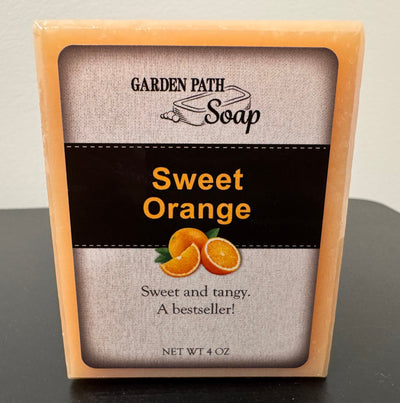 GARDEN PATH
Soap
Sweet
Orange
Sweet and tangy.
A bestseller!
NET WT 4 OZ